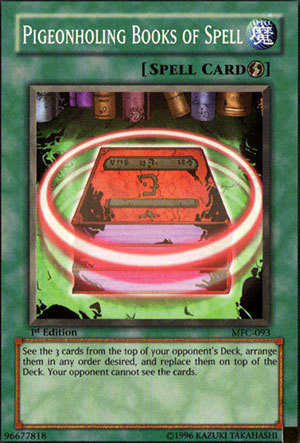 PIGEONHOLING BOOKS OF SPELL 魔
[SPELL CARD]
1st Edition MFC-093
See the 3 cards from the top of your opponent's Deck, arrange
them in any order desired, and replace them on top of the
Deck. Your opponent cannot see the cards.
96677818 ©1996 KAZUKI TAKAHASHI